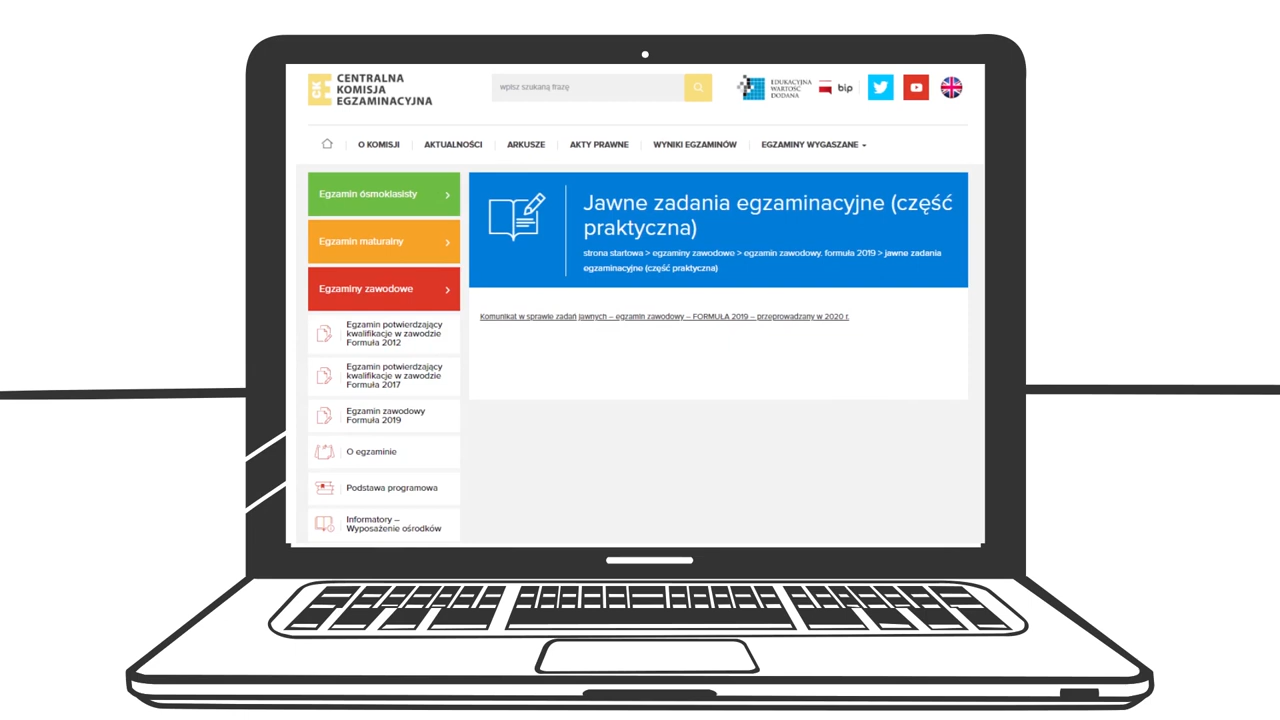 CKE
CENTRALNA
KOMISJA
EGZAMINACYJNA
wpisz szukaną frazę
EDUKACYJNA
WARTOŚĆ
DODANA
bip
O KOMISJI
AKTUALNOŚCI
ARKUSZE
AKTY PRAWNE
WYNIKI EGZAMINÓW
EGZAMINY WYGASZANE
Egzamin ósmoklasisty
Egzamin maturalny
Egzaminy zawodowe
Egzamin potwierdzający
kwalifikacje w zawodzie
Formuła 2012
Egzamin potwierdzający
kwalifikacje w zawodzie
Formuła 2017
Egzamin zawodowy
Formuła 2019
O egzaminie
Podstawa programowa
Informatory –
Wyposażenie ośrodków
Jawne zadania egzaminacyjne (część
praktyczna)
strona startowa > egzaminy zawodowe > egzamin zawodowy. formuła 2019 > jawne zadania
egzaminacyjne (część praktyczna)
Komunikat w sprawie zadań jawnych – egzamin zawodowy – FORMUŁA 2019 – przeprowadzany w 2020 r.